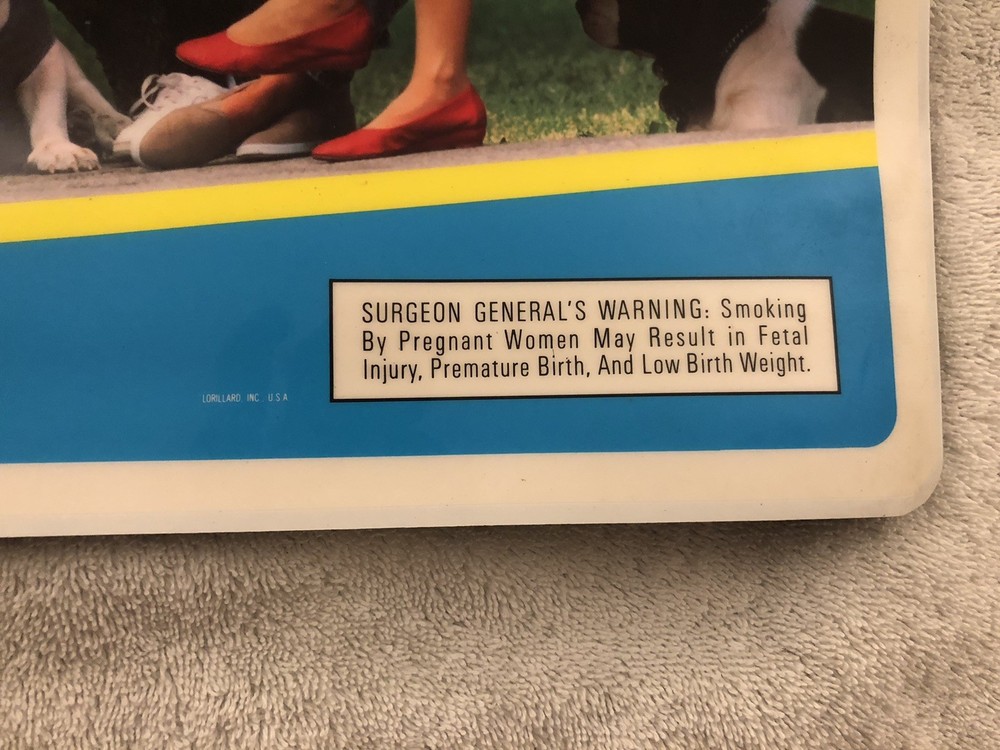 SURGEON GENERAL'S WARNING: Smoking
By Pregnant Women May Result in Fetal
Injury, Premature Birth, And Low Birth Weight.
LORILLARD, INC. U.S.A